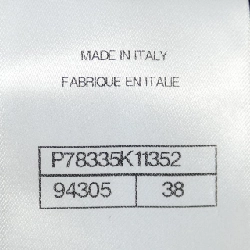 MADE IN ITALY
FABRIQUE EN ITALIE
P78335K11352
94305 38